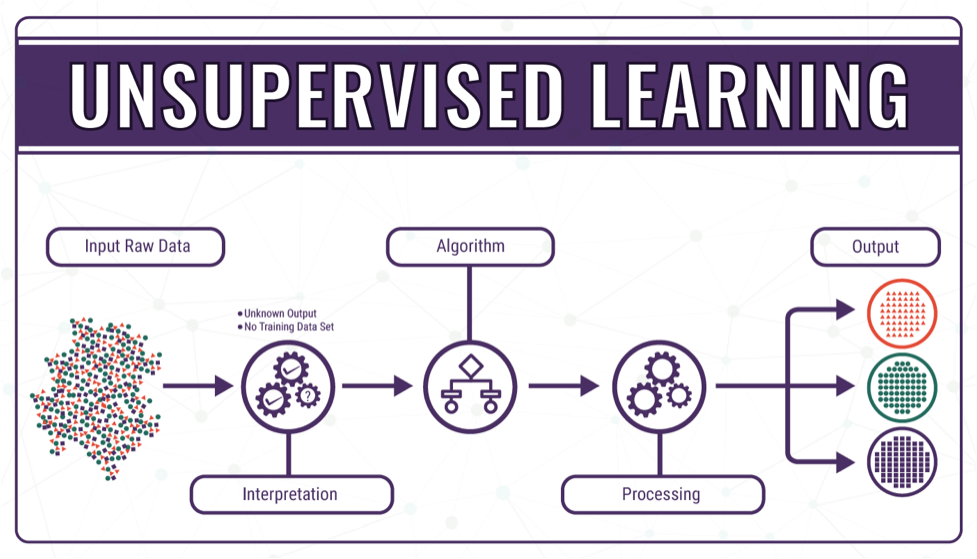 UNSUPERVISED LEARNING
Input Raw Data
Algorithm
Output
• Unknown Output
• No Training Data Set
?
Interpretation
Processing